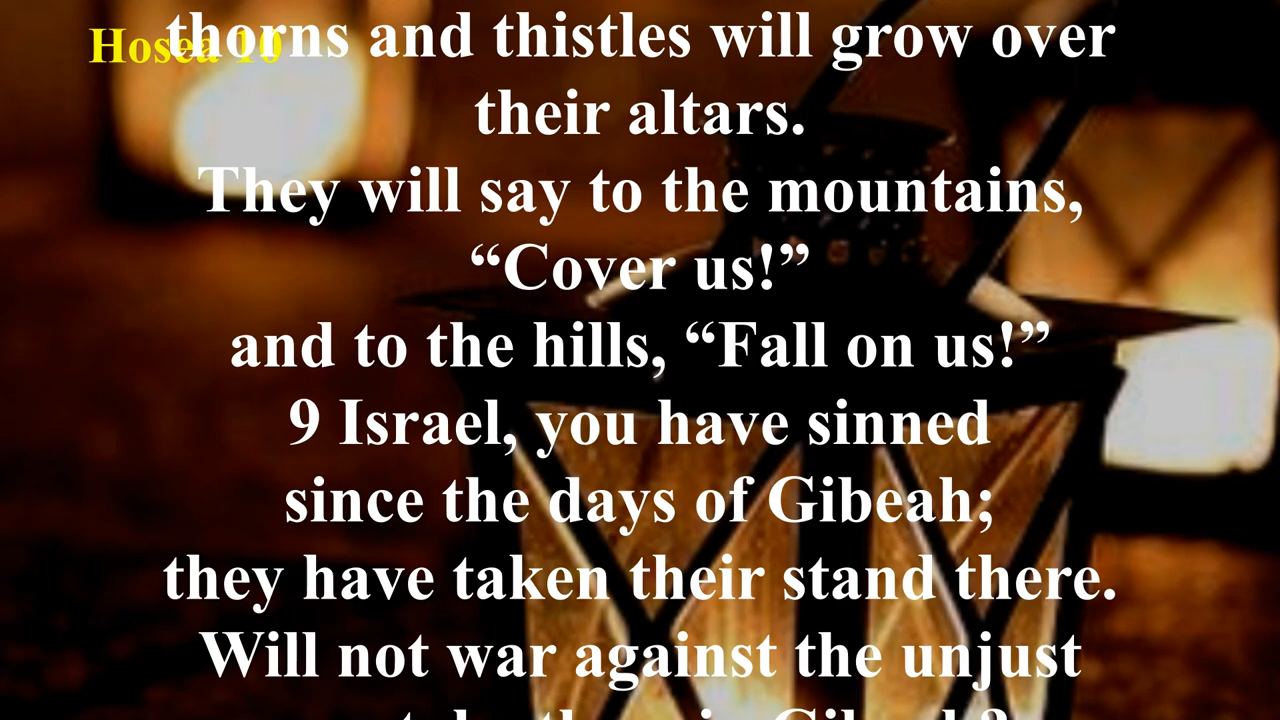 Hosea 10
thorns and thistles will grow over
their altars.
They will say to the mountains,
“Cover us!”
and to the hills, “Fall on us!”
9 Israel, you have sinned
since the days of Gibeah;
they have taken their stand there.
Will not war against the unjust